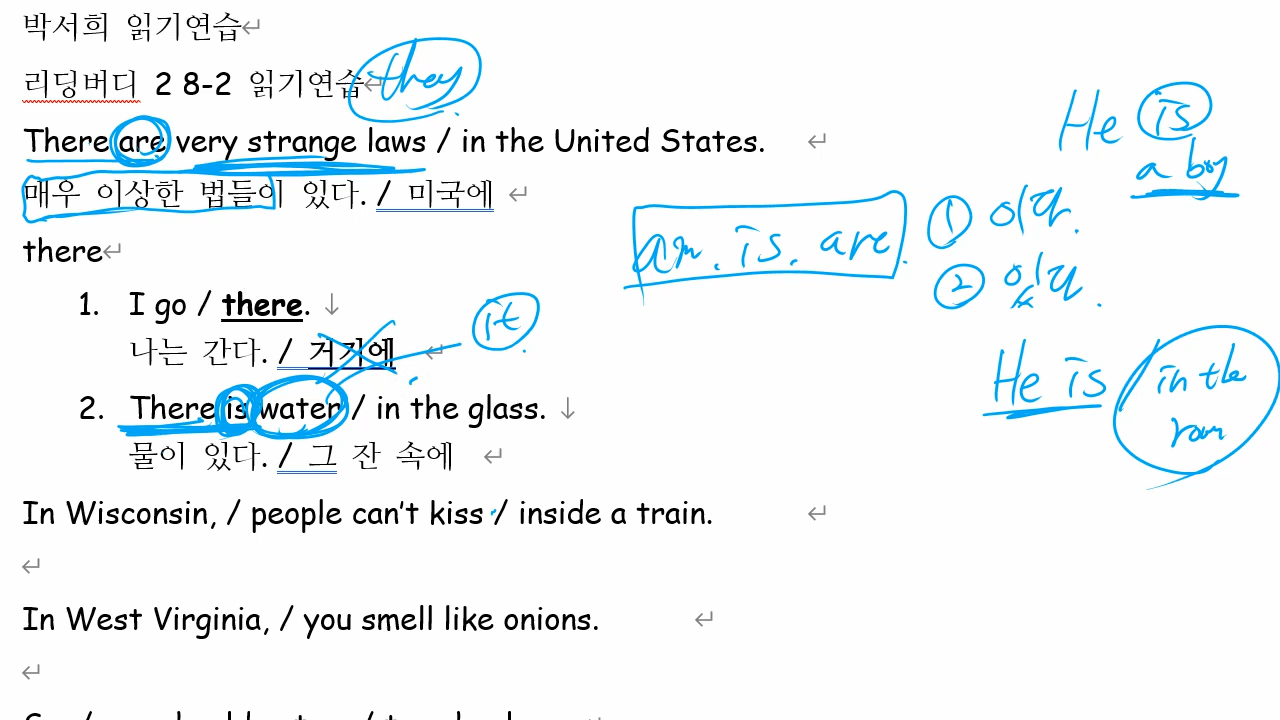 박서희 읽기연습
리딩버디 2 8-2 읽기연습
they
There are very strange laws / in the United States.
He is
a boy
매우 이상한 법들이 있다. / 미국에
am. is. are.
① 이다.
② 있다.
there
1. I go / there.
it
나는 간다. / 거기에
He is / in the room
2. There is water / in the glass.
물이 있다. / 그 잔 속에
In Wisconsin, / people can't kiss / inside a train.
In West Virginia, / you smell like onions.